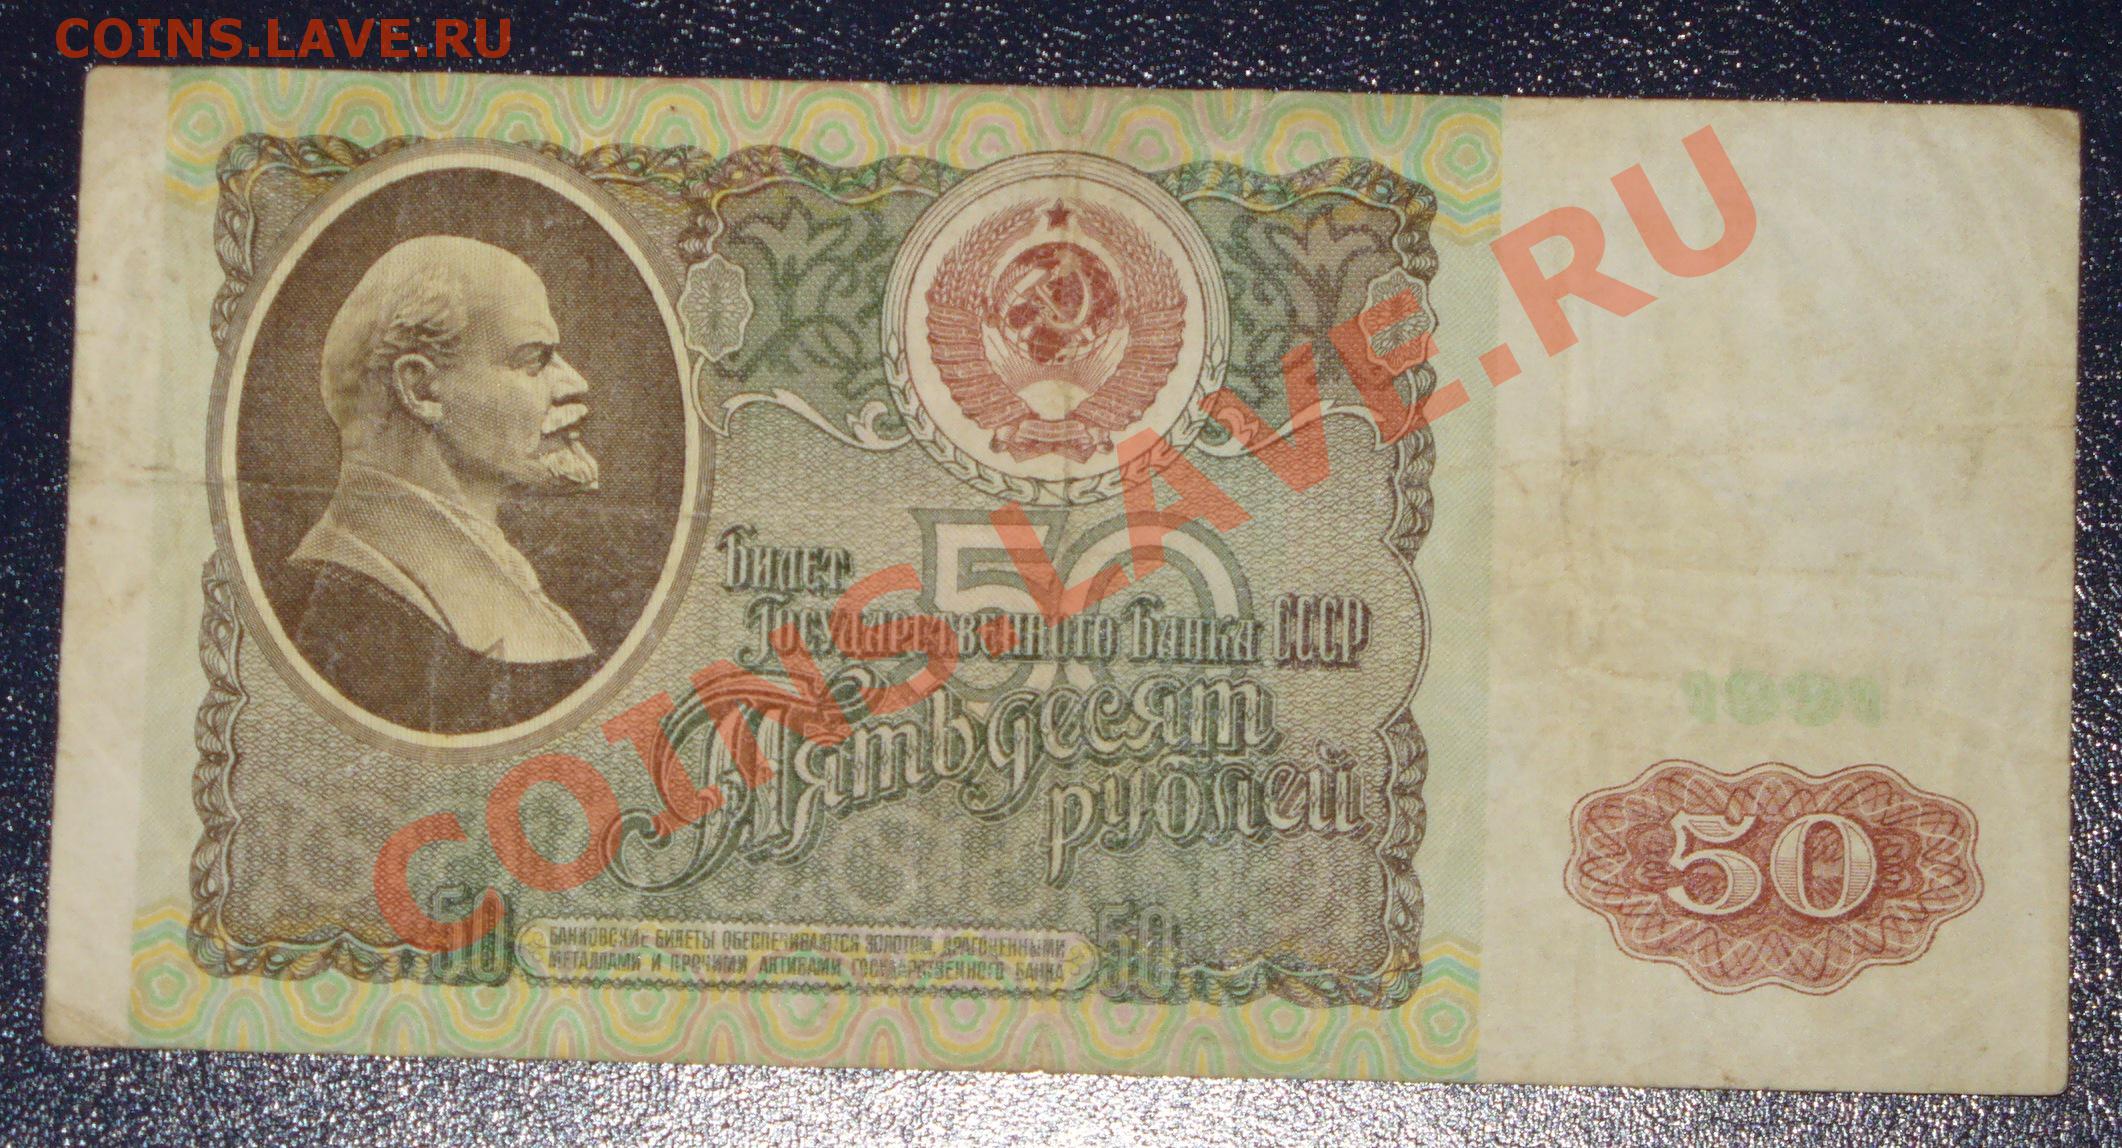 COINS.LAVE.RU
COINS.LAVE.RU
50
Билет
Государственного Банка СССР
Пятьдесят
рублей
1991
50
50
БАНКОВСКИЕ БИЛЕТЫ ОБЕСПЕЧИВАЮТСЯ ЗОЛОТОМ, ДРАГОЦЕННЫМИ
МЕТАЛЛАМИ И ПРОЧИМИ АКТИВАМИ ГОСУДАРСТВЕННОГО БАНКА
50